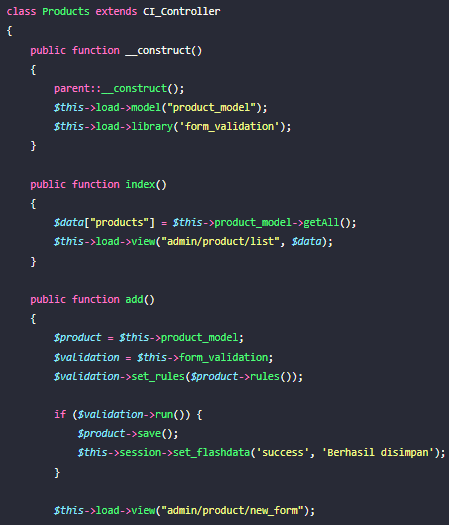 class Products extends CI_Controller
{
    public function __construct()
    {
        parent::__construct();
        $this->load->model("product_model");
        $this->load->library('form_validation');
    }

    public function index()
    {
        $data["products"] = $this->product_model->getAll();
        $this->load->view("admin/product/list", $data);
    }

    public function add()
    {
        $product = $this->product_model;
        $validation = $this->form_validation;
        $validation->set_rules($product->rules());

        if ($validation->run()) {
            $product->save();
            $this->session->set_flashdata('success', 'Berhasil disimpan');
        }

        $this->load->view("admin/product/new_form");